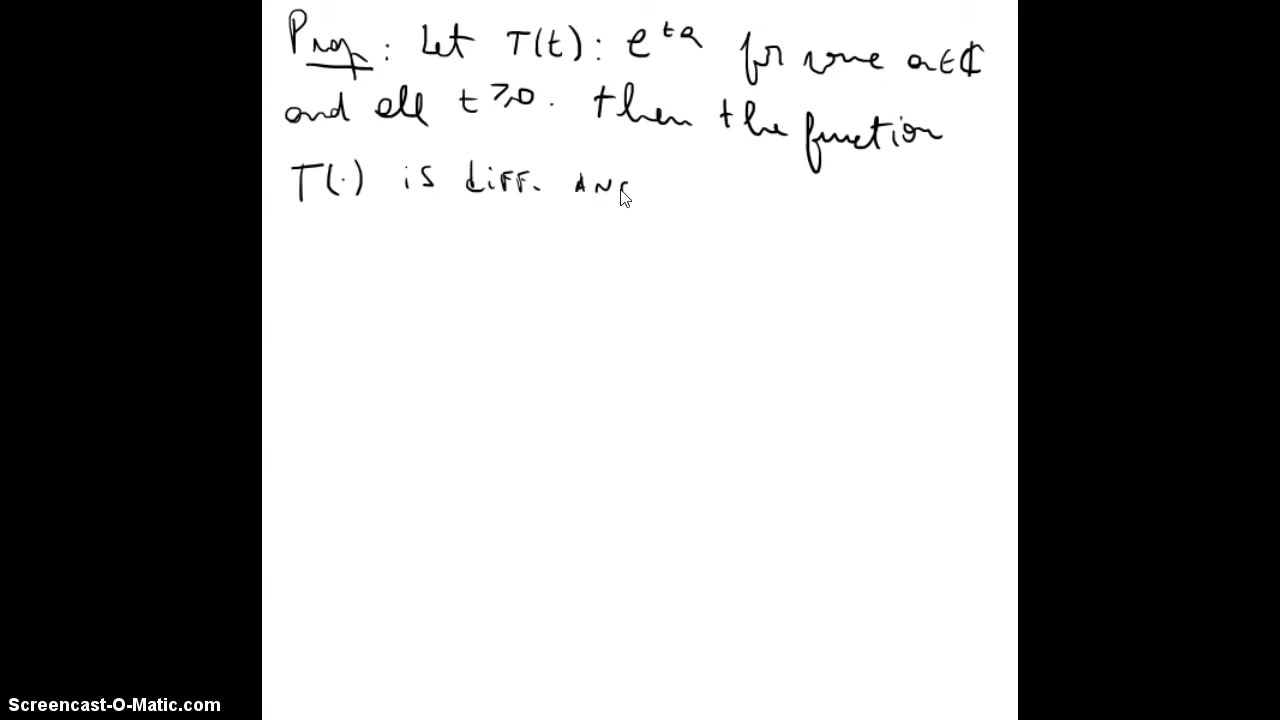 Prop: Let T(t): e^{ta} for some a∈ℂ
and all t≥0. then the function
T(·) is diff. AND
Screencast-O-Matic.com